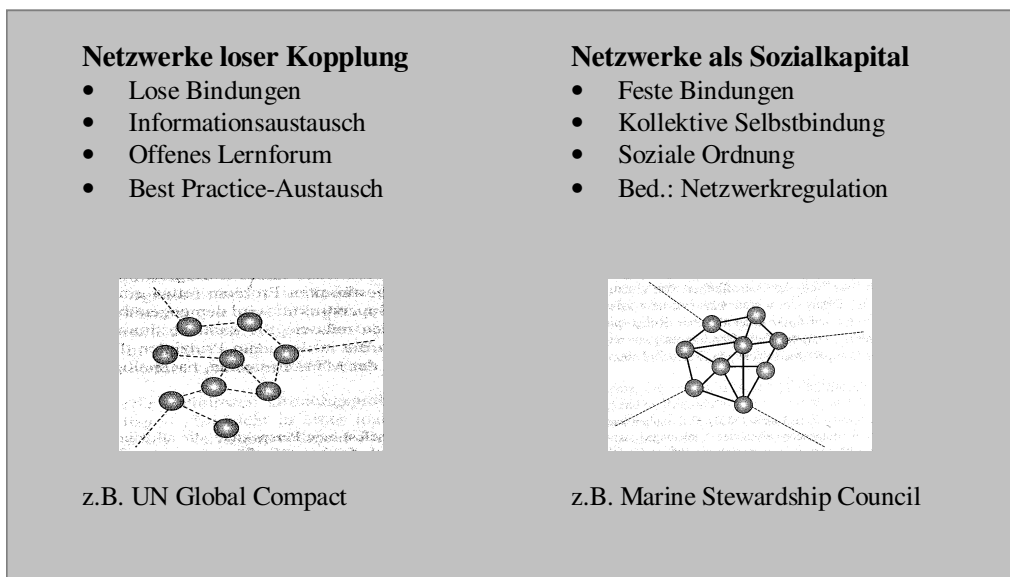 Netzwerke loser Kopplung
• Lose Bindungen
• Informationsaustausch
• Offenes Lernforum
• Best Practice-Austausch
z.B. UN Global Compact
Netzwerke als Sozialkapital
• Feste Bindungen
• Kollektive Selbstbindung
• Soziale Ordnung
• Bed.: Netzwerkregulation
z.B. Marine Stewardship Council